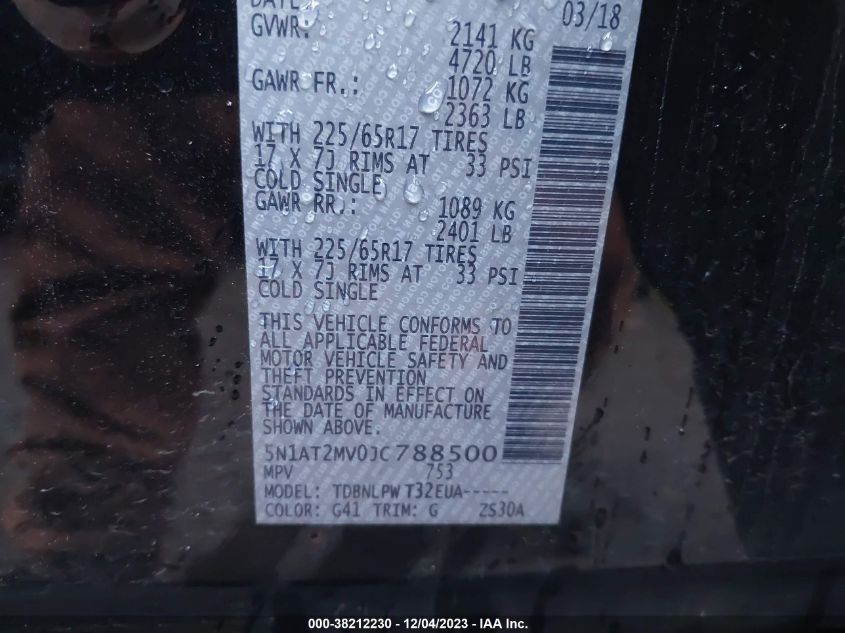 DATE:
03/18
GVWR: 2141 KG
4720 LB
GAWR FR.: 1072 KG
2363 LB
WITH 225/65R17 TIRES
17 X 7J RIMS AT 33 PSI
COLD SINGLE
GAWR RR.: 1089 KG
2401 LB
WITH 225/65R17 TIRES
17 X 7J RIMS AT 33 PSI
COLD SINGLE
THIS VEHICLE CONFORMS TO
ALL APPLICABLE FEDERAL
MOTOR VEHICLE SAFETY AND
THEFT PREVENTION
STANDARDS IN EFFECT ON
THE DATE OF MANUFACTURE
SHOWN ABOVE.
5N1AT2MV0JC788500
MPV 753
MODEL: TDBNLPW T32EUA-----
COLOR: G41 TRIM: G 2S30A
000-38212230 - 12/04/2023 - IAA Inc.